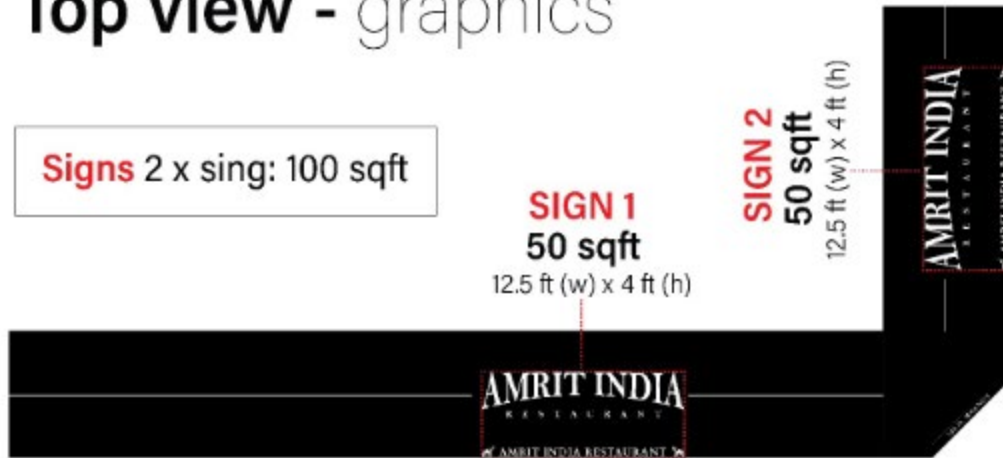 Top view - graphics
Signs 2 x sing: 100 sqft
SIGN 1
50 sqft
12.5 ft (w) x 4 ft (h)
SIGN 2
50 sqft
12.5 ft (w) x 4 ft (h)
AMRIT INDIA
RESTAURANT
AMRIT INDIA RESTAURANT
AMRIT INDIA
RESTAURANT